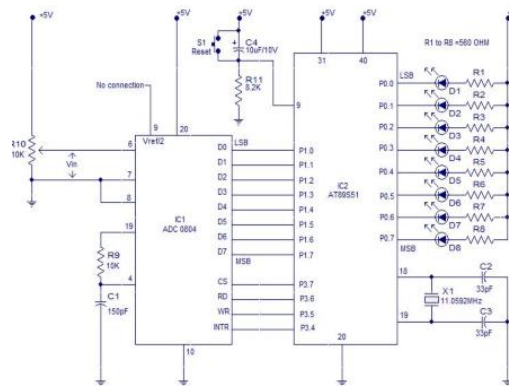 +5V
+5V
+5V
+5V
+5V
S1
Reset
C4
10uF/10V
R11
8.2K
No connection
R1 to R8 =560 OHM
31
40
9
9
20
Vref/2
R10
10K
Vin
6
7
8
19
4
R9
10K
C1
150pF
IC1
ADC 0804
10
D0
LSB
D1
D2
D3
D4
D5
D6
D7
MSB
CS
RD
WR
INTR
P1.0
P1.1
P1.2
P1.3
P1.4
P1.5
P1.6
P1.7
P3.7
P3.6
P3.5
P3.4
IC2
AT89S51
20
P0.0
LSB
P0.1
P0.2
P0.3
P0.4
P0.5
P0.6
P0.7
MSB
D1
D2
D3
D4
D5
D6
D7
D8
R1
R2
R3
R4
R5
R6
R7
R8
18
19
X1
11.0592MHz
C2
33pF
C3
33pF